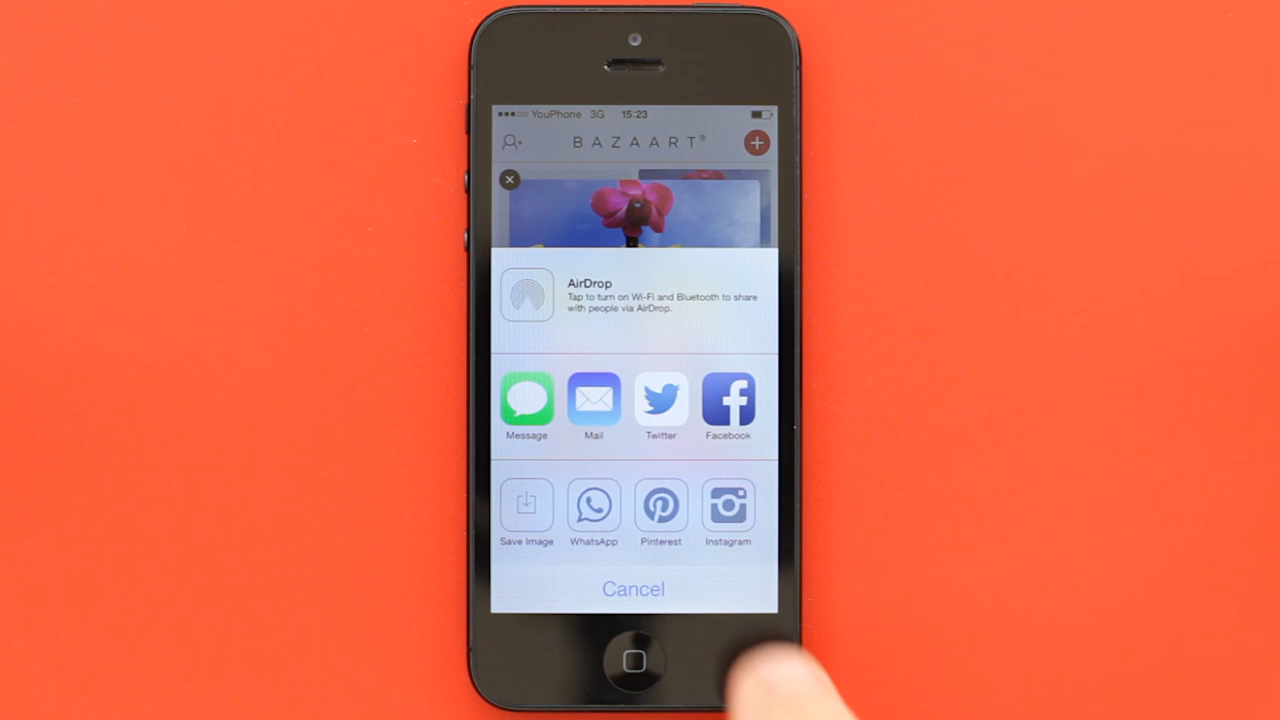 YouPhone 3G 15:23
BAZAART®
AirDrop
Tap to turn on Wi-Fi and Bluetooth to share
with people via AirDrop.
Message Mail Twitter Facebook
Save Image WhatsApp Pinterest Instagram
Cancel